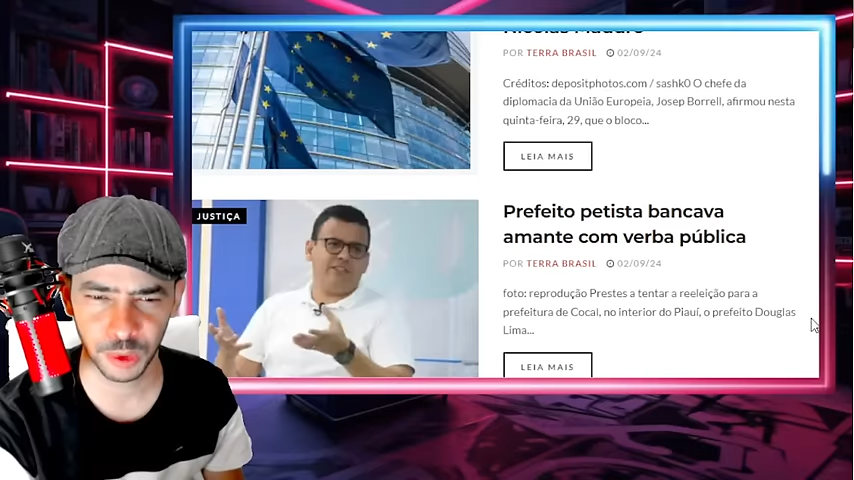 POR TERRA BRASIL 02/09/24
Créditos: depositphotos.com / sashk0 O chefe da
diplomacia da União Europeia, Josep Borrell, afirmou nesta
quinta-feira, 29, que o bloco...
LEIA MAIS
JUSTIÇA
Prefeito petista bancava
amante com verba pública
POR TERRA BRASIL 02/09/24
foto: reprodução Prestes a tentar a reeleição para a
prefeitura de Cocal, no interior do Piauí, o prefeito Douglas
Lima...
LEIA MAIS